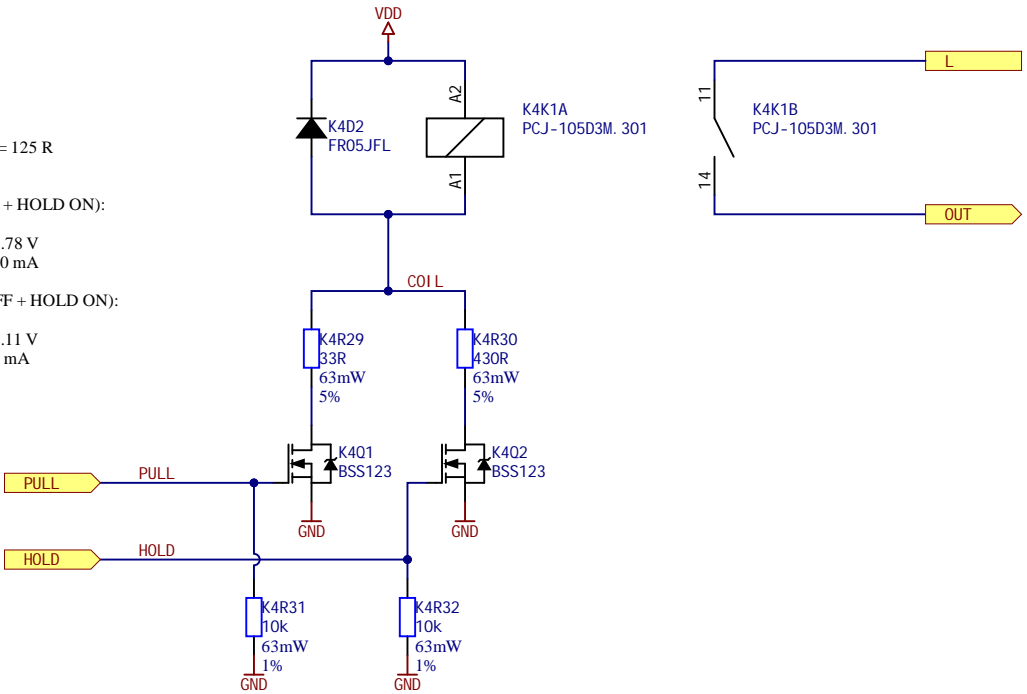 VDD
K4D2
FR05JFL
A2
A1
K4K1A
PCJ-105D3M.301
11
14
K4K1B
PCJ-105D3M.301
L
OUT
= 125 R
+ HOLD ON):
.78 V
0 mA
FF + HOLD ON):
.11 V
mA
COIL
K4R29
33R
63mW
5%
K4R30
430R
63mW
5%
K4Q1
BSS123
K4Q2
BSS123
PULL
PULL
GND
GND
HOLD
HOLD
K4R31
10k
63mW
1%
K4R32
10k
63mW
1%
GND
GND